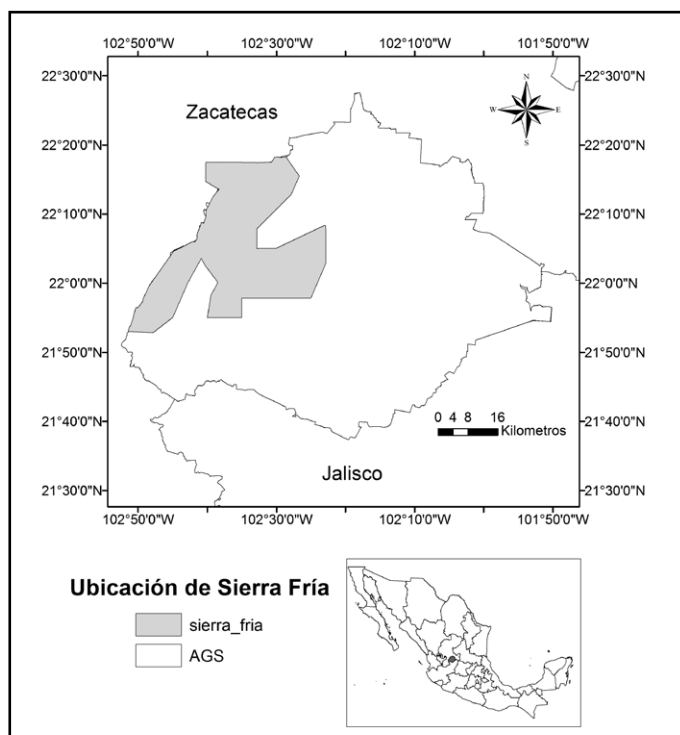 102°50'0"W 102°30'0"W 102°10'0"W 101°50'0"W
22°30'0"N 22°30'0"N
N
W E
S
Zacatecas
22°20'0"N 22°20'0"N
22°10'0"N 22°10'0"N
22°0'0"N 22°0'0"N
21°50'0"N 21°50'0"N
21°40'0"N 21°40'0"N
0 4 8 16
Kilometros
Jalisco
21°30'0"N 21°30'0"N
102°50'0"W 102°30'0"W 102°10'0"W 101°50'0"W
Ubicación de Sierra Fría
sierra_fria
AGS